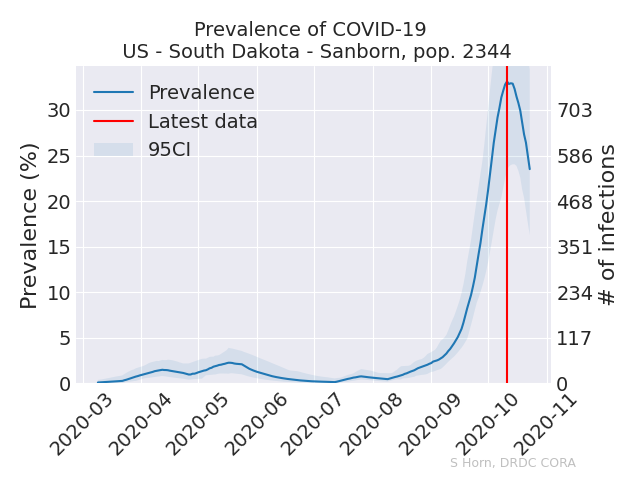 Prevalence of COVID-19
US - South Dakota - Sanborn, pop. 2344
Prevalence
Latest data
95CI
Prevalence (%)
30
25
20
15
10
5
0
703
586
468
351
234
117
0
# of infections
2020-03
2020-04
2020-05
2020-06
2020-07
2020-08
2020-09
2020-10
2020-11
S Horn, DRDC CORA